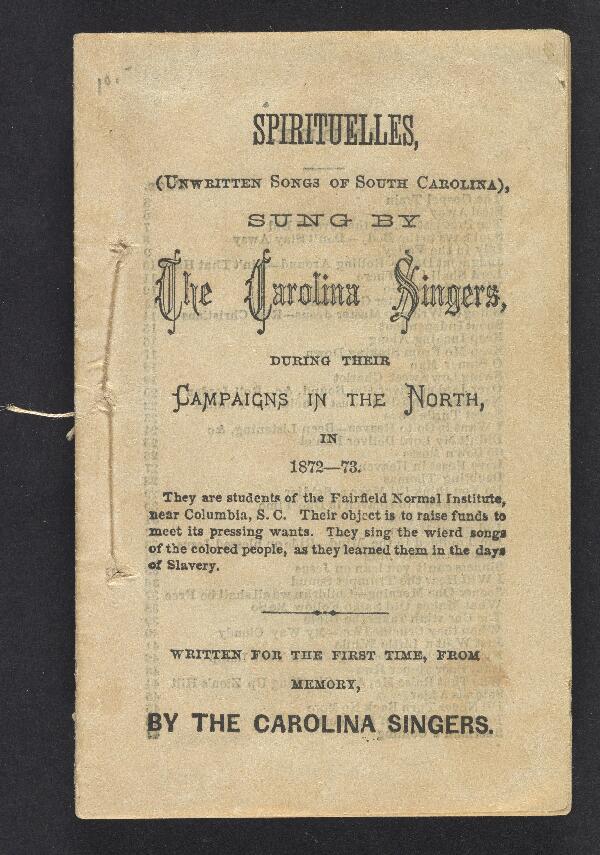 10.-
SPIRITUELLES,
(UNWRITTEN SONGS OF SOUTH CAROLINA),
SUNG BY
The Carolina Singers,
DURING THEIR
CAMPAIGNS IN THE NORTH,
IN
1872—73.
They are students of the Fairfield Normal Institute,
near Columbia, S. C. Their object is to raise funds to
meet its pressing wants. They sing the wierd songs
of the colored people, as they learned them in the days
of Slavery.
WRITTEN FOR THE FIRST TIME, FROM
MEMORY,
BY THE CAROLINA SINGERS.